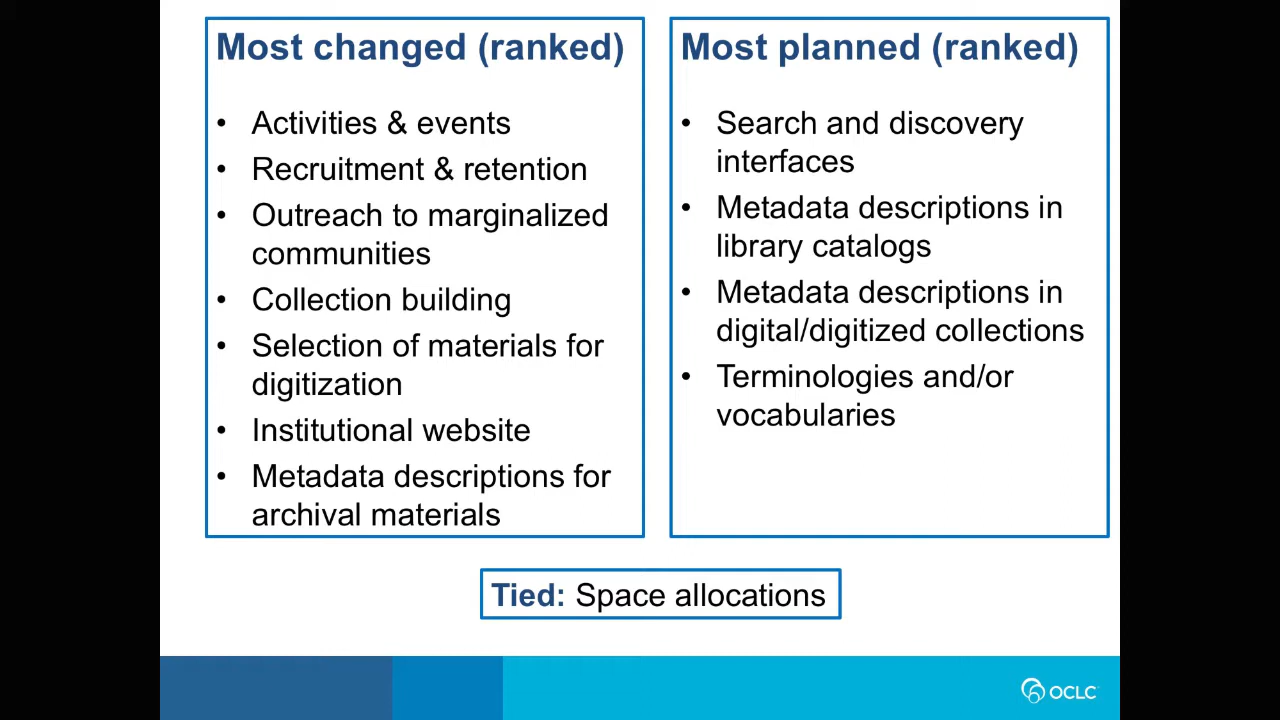 Most changed (ranked)
• Activities & events
• Recruitment & retention
• Outreach to marginalized
communities
• Collection building
• Selection of materials for
digitization
• Institutional website
• Metadata descriptions for
archival materials
Most planned (ranked)
• Search and discovery
interfaces
• Metadata descriptions in
library catalogs
• Metadata descriptions in
digital/digitized collections
• Terminologies and/or
vocabularies
Tied: Space allocations
OCLC